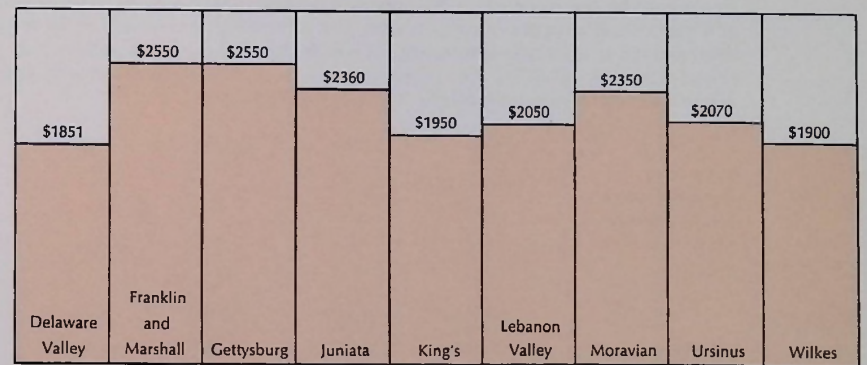 $1851
$2550
$2550
$2360
$1950
$2050
$2350
$2070
$1900
Delaware
Valley
Franklin
and
Marshall
Gettysburg
Juniata
King's
Lebanon
Valley
Moravian
Ursinus
Wilkes